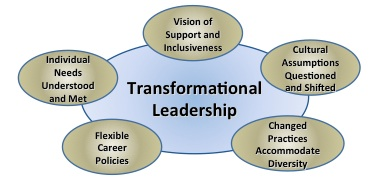 Vision of
Support and
Inclusiveness
Cultural
Assumptions
Questioned
and Shifted
Individual
Needs
Understood
and Met
Transformational
Leadership
Flexible
Career
Policies
Changed
Practices
Accommodate
Diversity